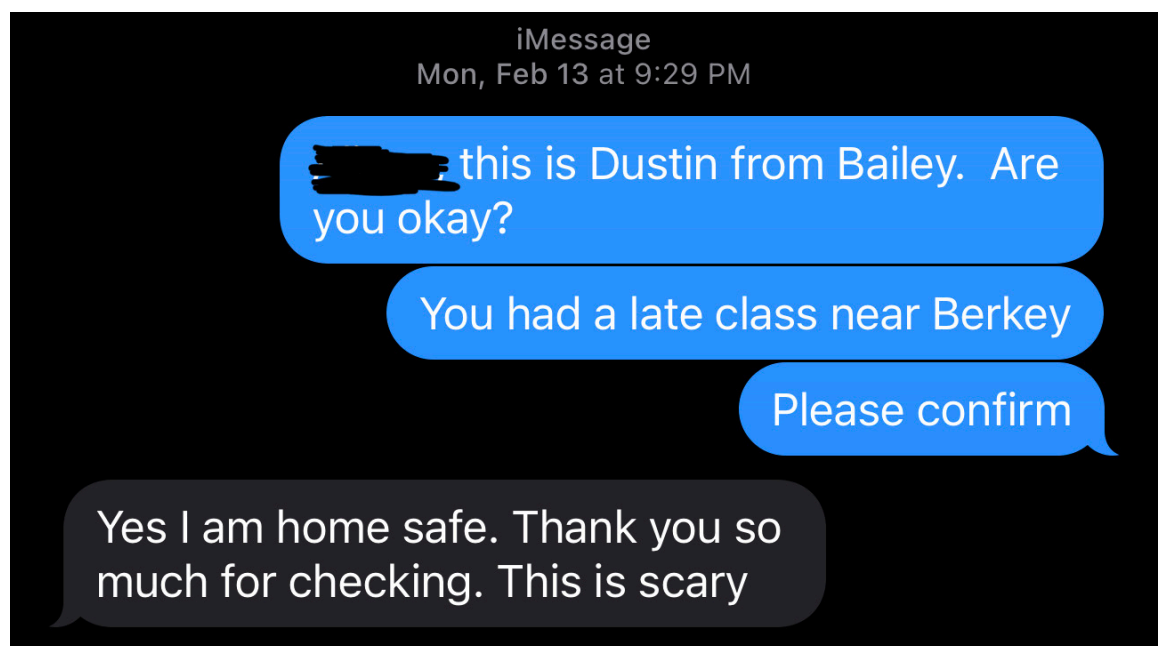 iMessage
Mon, Feb 13 at 9:29 PM
this is Dustin from Bailey.  Are
you okay?
You had a late class near Berkey
Please confirm
Yes I am home safe. Thank you so
much for checking. This is scary